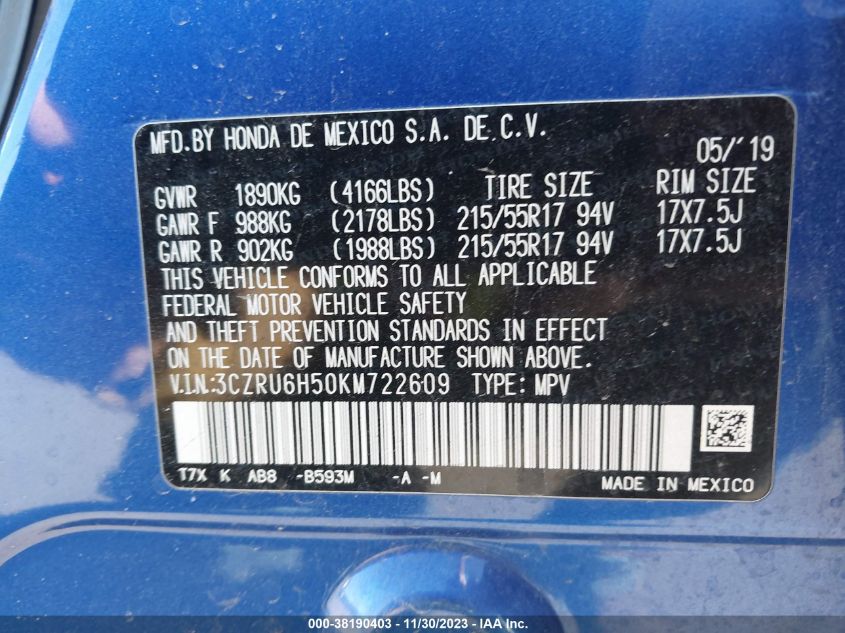 MFD.BY HONDA DE MEXICO S.A. DE C.V.
05/'19
GVWR 1890KG (4166LBS) TIRE SIZE RIM SIZE
GAWR F 988KG (2178LBS) 215/55R17 94V 17X7.5J
GAWR R 902KG (1988LBS) 215/55R17 94V 17X7.5J
THIS VEHICLE CONFORMS TO ALL APPLICABLE
FEDERAL MOTOR VEHICLE SAFETY
AND THEFT PREVENTION STANDARDS IN EFFECT
ON THE DATE OF MANUFACTURE SHOWN ABOVE.
V.I.N.:3CZRU6H50KM722609 TYPE: MPV
T7X K AB8 -B593M -A -M
MADE IN MEXICO
000-38190403 - 11/30/2023 - IAAI.COM